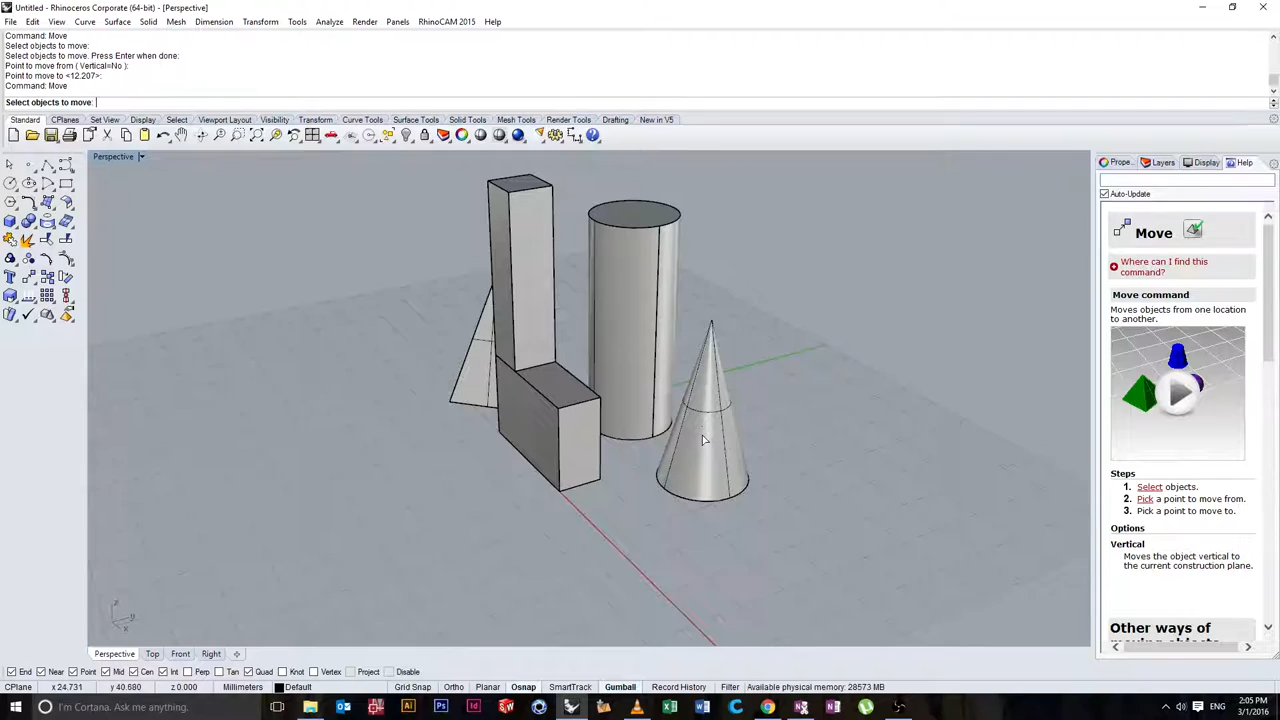 Untitled - Rhinoceros Corporate (64-bit) - [Perspective]
File Edit View Curve Surface Solid Mesh Dimension Transform Tools Analyze Render Panels RhinoCAM 2015 Help
Command: Move
Select objects to move:
Select objects to move. Press Enter when done:
Point to move from ( Vertical=No ):
Point to move to <12.207>:
Command: Move
Select objects to move:
Standard CPlanes Set View Display Select Viewport Layout Visibility Transform Curve Tools Surface Tools Solid Tools Mesh Tools Render Tools Drafting New in V5
Perspective
Prope... Layers Display Help
Auto-Update
Move
Where can I find this
command?
Move command
Moves objects from one location
to another.
Steps
1. Select objects.
2. Pick a point to move from.
3. Pick a point to move to.
Options
Vertical
Moves the object vertical to
the current construction plane.
Other ways of
z
y
x
Perspective Top Front Right
End Near Point Mid Cen Int Perp Tan Quad Knot Vertex Project Disable
CPlane x 24.731 y 40.680 z 0.000 Millimeters Default Grid Snap Ortho Planar Osnap SmartTrack Gumball Record History Filter Available physical memory: 28573 MB
I'm Cortana. Ask me anything.
ENG
2:05 PM
3/1/2016